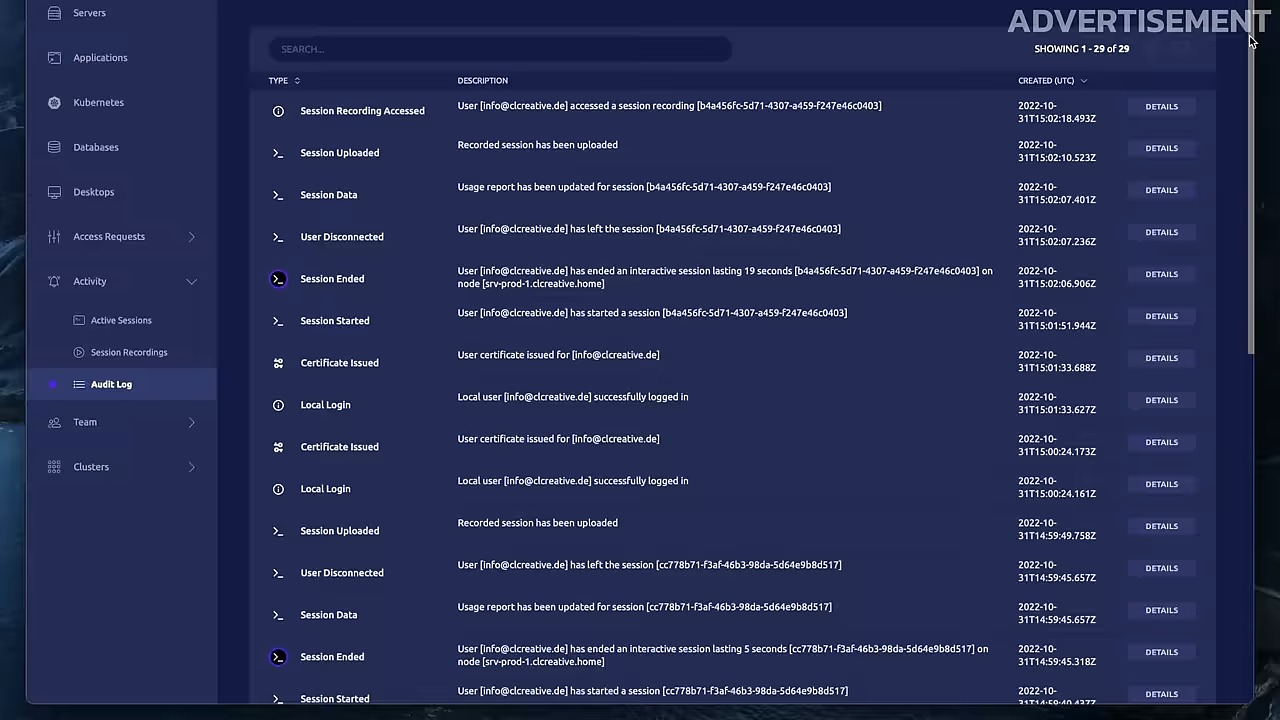 ADVERTISEMENT
Servers
Applications
Kubernetes
Databases
Desktops
Access Requests
Activity
Active Sessions
Session Recordings
Audit Log
Team
Clusters
SEARCH...
SHOWING 1 - 29 of 29
TYPE DESCRIPTION CREATED (UTC)
Session Recording Accessed User [info@clcreative.de] accessed a session recording [b4a456fc-5d71-4307-a459-f247e46c0403] 2022-10-
31T15:02:18.493Z DETAILS
Session Uploaded Recorded session has been uploaded 2022-10-
31T15:02:10.523Z DETAILS
Session Data Usage report has been updated for session [b4a456fc-5d71-4307-a459-f247e46c0403] 2022-10-
31T15:02:07.401Z DETAILS
User Disconnected User [info@clcreative.de] has left the session [b4a456fc-5d71-4307-a459-f247e46c0403] 2022-10-
31T15:02:07.236Z DETAILS
Session Ended User [info@clcreative.de] has ended an interactive session lasting 19 seconds [b4a456fc-5d71-4307-a459-f247e46c0403] on 2022-10-
node [srv-prod-1.clcreative.home] 31T15:02:06.906Z DETAILS
Session Started User [info@clcreative.de] has started a session [b4a456fc-5d71-4307-a459-f247e46c0403] 2022-10-
31T15:01:51.944Z DETAILS
Certificate Issued User certificate issued for [info@clcreative.de] 2022-10-
31T15:01:33.688Z DETAILS
Local Login Local user [info@clcreative.de] successfully logged in 2022-10-
31T15:01:33.627Z DETAILS
Certificate Issued User certificate issued for [info@clcreative.de] 2022-10-
31T15:00:24.173Z DETAILS
Local Login Local user [info@clcreative.de] successfully logged in 2022-10-
31T15:00:24.161Z DETAILS
Session Uploaded Recorded session has been uploaded 2022-10-
31T14:59:49.758Z DETAILS
User Disconnected User [info@clcreative.de] has left the session [cc778b71-f3af-46b3-98da-5d64e9b8d517] 2022-10-
31T14:59:45.657Z DETAILS
Session Data Usage report has been updated for session [cc778b71-f3af-46b3-98da-5d64e9b8d517] 2022-10-
31T14:59:45.657Z DETAILS
Session Ended User [info@clcreative.de] has ended an interactive session lasting 5 seconds [cc778b71-f3af-46b3-98da-5d64e9b8d517] on 2022-10-
node [srv-prod-1.clcreative.home] 31T14:59:45.318Z DETAILS
Session Started User [info@clcreative.de] has started a session [cc778b71-f3af-46b3-98da-5d64e9b8d517] 2022-10-
31T14:59:40.437Z DETAILS